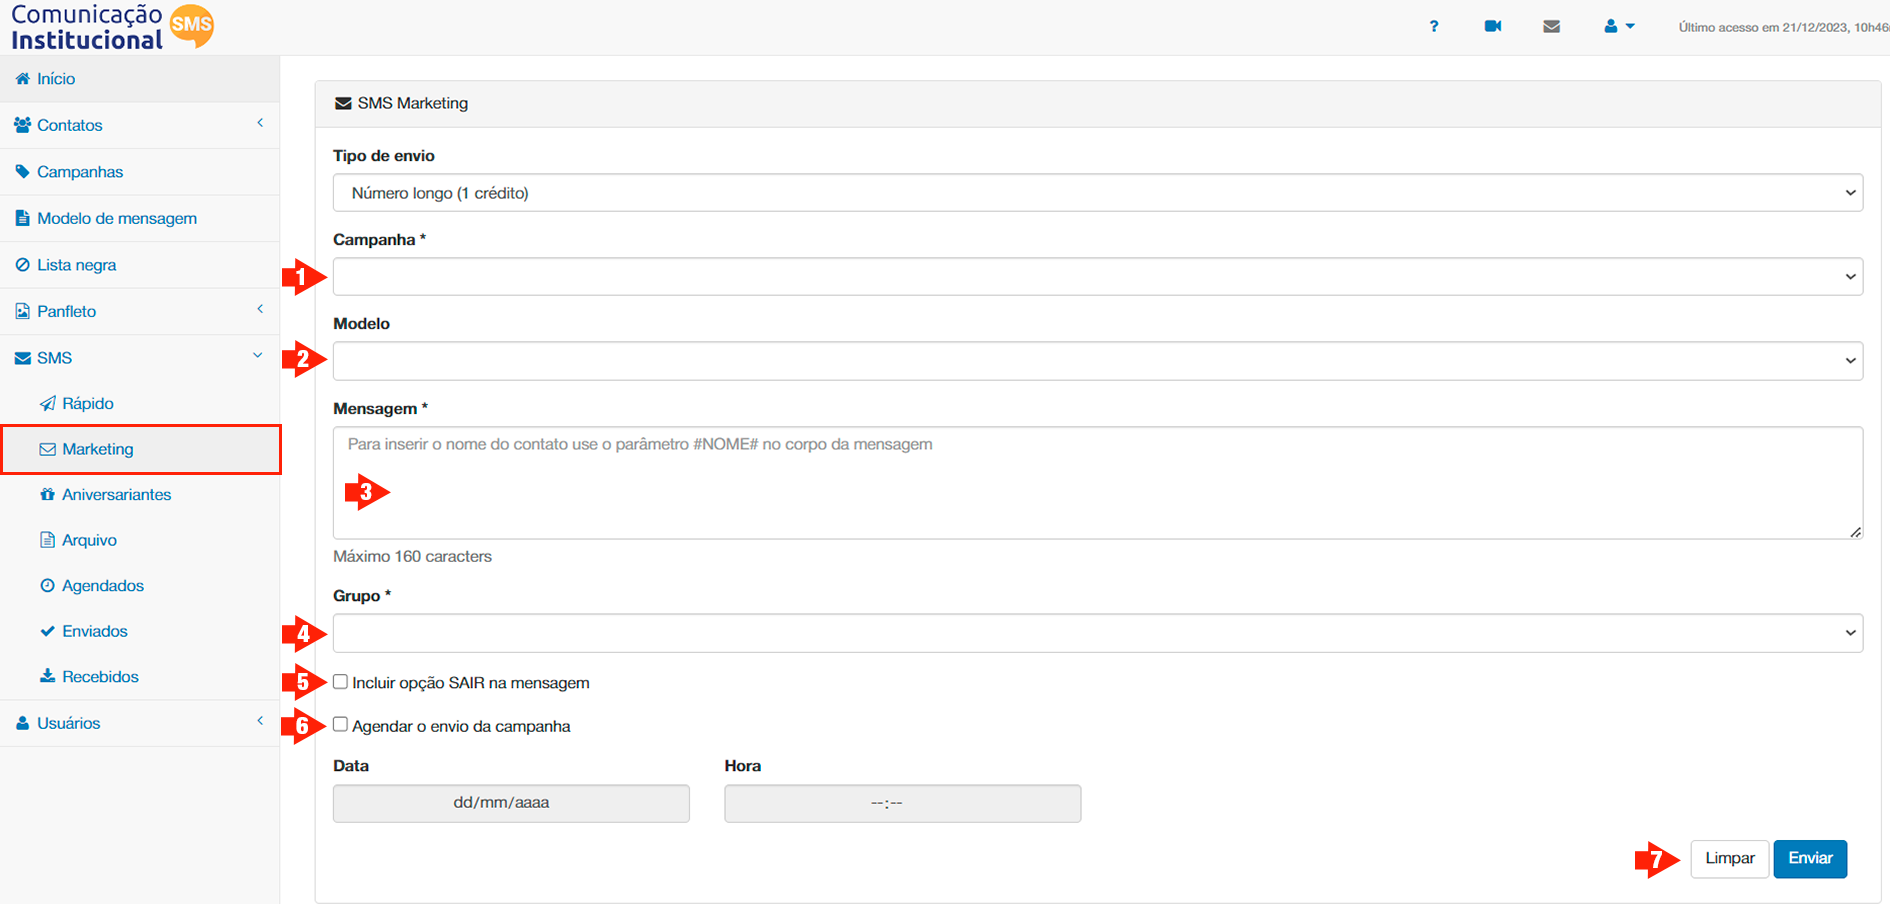 Comunicação
Institucional
SMS
?
Último acesso em 21/12/2023, 10h46
Início
Contatos
Campanhas
Modelo de mensagem
Lista negra
Panfleto
SMS
Rápido
Marketing
Aniversariantes
Arquivo
Agendados
Enviados
Recebidos
Usuários
SMS Marketing
Tipo de envio
Número longo (1 crédito)
Campanha *
1
Modelo
2
Mensagem *
Para inserir o nome do contato use o parâmetro #NOME# no corpo da mensagem
3
Máximo 160 caracters
Grupo *
4
5 Incluir opção SAIR na mensagem
6 Agendar o envio da campanha
Data Hora
dd/mm/aaaa --:--
7 Limpar Enviar